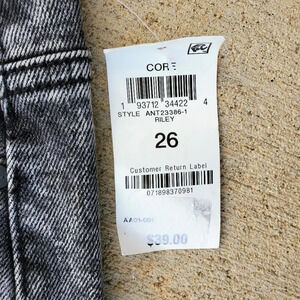 CORE
1 93712 34422 4
STYLE ANT23386-1
RILEY
26
Customer Return Label
071898370981
$39.00